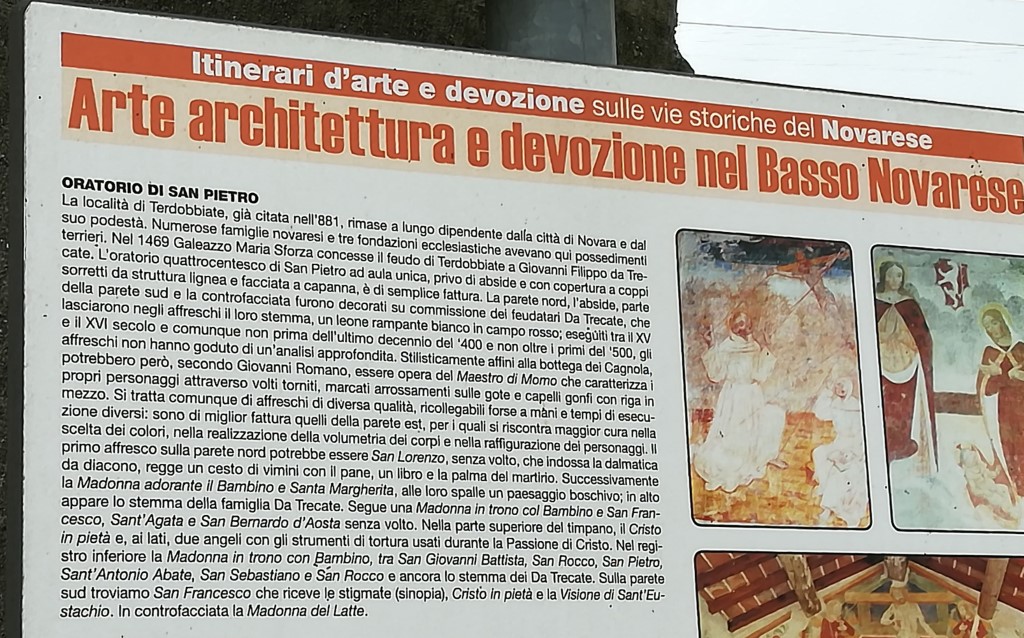 Itinerari d'arte e devozione sulle vie storiche del Novarese
Arte architettura e devozione nel Basso Novarese
ORATORIO DI SAN PIETRO
La località di Terdobbiate, già citata nell'881, rimase a lungo dipendente dalla città di Novara e dal
suo podestà. Numerose famiglie novaresi e tre fondazioni ecclesiastiche avevano qui possedimenti
terrieri. Nel 1469 Galeazzo Maria Sforza concesse il feudo di Terdobbiate a Giovanni Filippo da Tre-
cate. L'oratorio quattrocentesco di San Pietro ad aula unica, privo di abside e con copertura a coppi
sorretti da struttura lignea e facciata a capanna, è di semplice fattura. La parete nord, l'abside, parte
della parete sud e la controfacciata furono decorati su commissione dei feudatari Da Trecate, che
lasciarono negli affreschi il loro stemma, un leone rampante bianco in campo rosso; eseguiti tra il XV
e il XVI secolo e comunque non prima dell'ultimo decennio del '400 e non oltre i primi del '500, gli
affreschi non hanno goduto di un'analisi approfondita. Stilisticamente affini alla bottega dei Cagnola,
potrebbero però, secondo Giovanni Romano, essere opera del Maestro di Momo che caratterizza i
propri personaggi attraverso volti torniti, marcati arrossamenti sulle gote e capelli gonfi con riga in
mezzo. Si tratta comunque di affreschi di diversa qualità, ricollegabili forse a mani e tempi di esecu-
zione diversi: sono di miglior fattura quelli della parete est, per i quali si riscontra maggior cura nella
scelta dei colori, nella realizzazione della volumetria dei corpi e nella raffigurazione dei personaggi. Il
primo affresco sulla parete nord potrebbe essere San Lorenzo, senza volto, che indossa la dalmatica
da diacono, regge un cesto di vimini con il pane, un libro e la palma del martirio. Successivamente
la Madonna adorante il Bambino e Santa Margherita, alle loro spalle un paesaggio boschivo; in alto
appare lo stemma della famiglia Da Trecate. Segue una Madonna in trono col Bambino e San Fran-
cesco, Sant'Agata e San Bernardo d'Aosta senza volto. Nella parte superiore del timpano, il Cristo
in pietà e, ai lati, due angeli con gli strumenti di tortura usati durante la Passione di Cristo. Nel regi-
stro inferiore la Madonna in trono con Bambino, tra San Giovanni Battista, San Rocco, San Pietro,
Sant'Antonio Abate, San Sebastiano e San Rocco e ancora lo stemma dei Da Trecate. Sulla parete
sud troviamo San Francesco che riceve le stigmate (sinopia), Cristo in pietà e la Visione di Sant'Eu-
stachio. In controfacciata la Madonna del Latte.